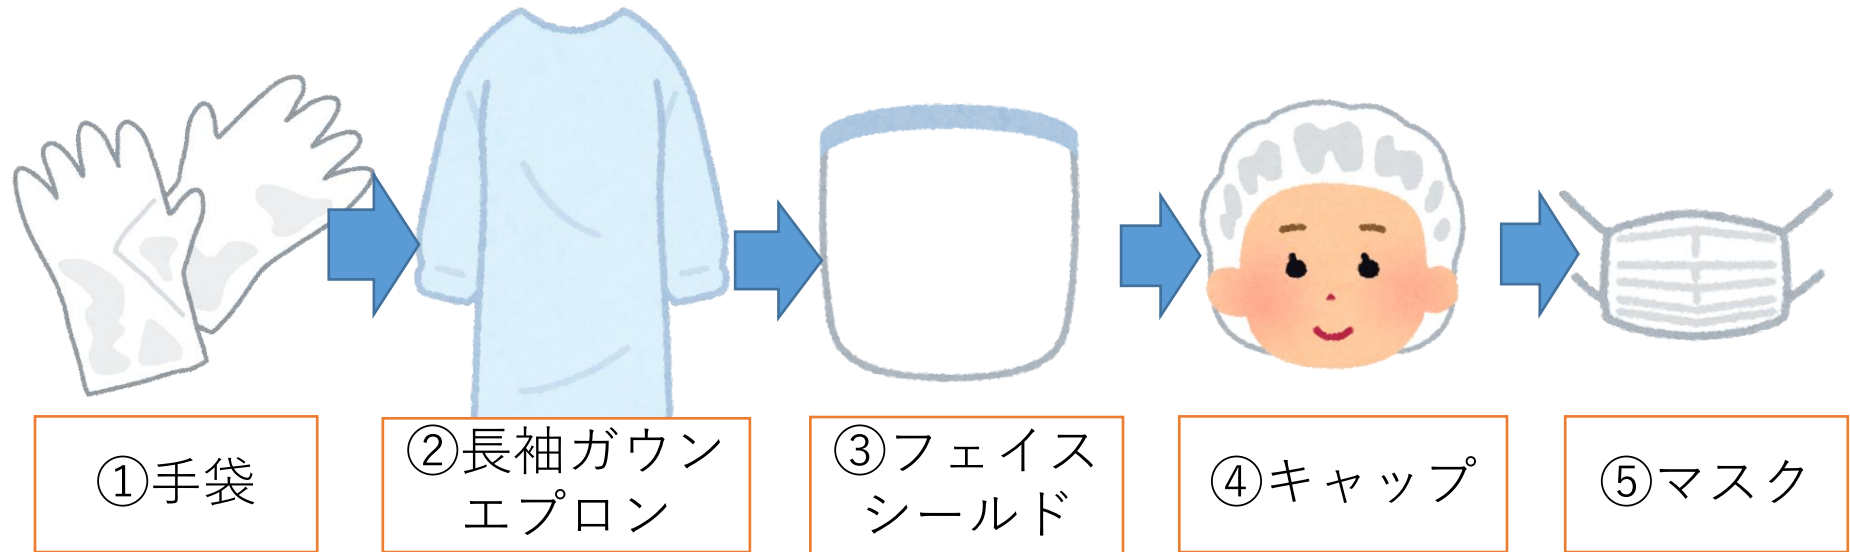 ①手袋
②長袖ガウン
エプロン
③フェイス
シールド
④キャップ
⑤マスク